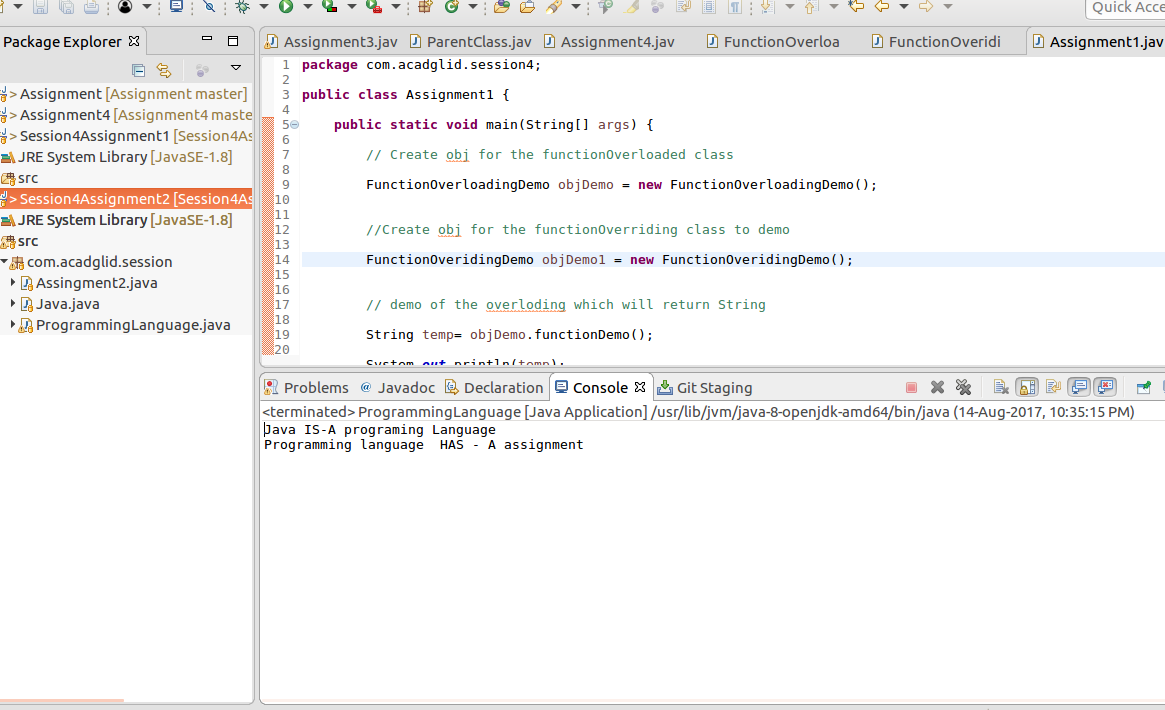 Quick Acce
Package Explorer
> Assignment [Assignment master]
> Assignment4 [Assignment4 maste
> Session4Assignment1 [Session4As
JRE System Library [JavaSE-1.8]
src
> Session4Assignment2 [Session4As
JRE System Library [JavaSE-1.8]
src
com.acadglid.session
Assingment2.java
Java.java
ProgrammingLanguage.java
Assignment3.jav ParentClass.jav Assignment4.jav FunctionOverloa FunctionOveridi Assignment1.jav
1 package com.acadglid.session4;
2
3 public class Assignment1 {
4
5 public static void main(String[] args) {
6
7 // Create obj for the functionOverloaded class
8
9 FunctionOverloadingDemo objDemo = new FunctionOverloadingDemo();
10
11
12 //Create obj for the functionOverriding class to demo
13
14 FunctionOveridingDemo objDemo1 = new FunctionOveridingDemo();
15
16
17 // demo of the overloding which will return String
18
19 String temp= objDemo.functionDemo();
20
System.out.println(temp);
Problems @ Javadoc Declaration Console Git Staging
<terminated> ProgrammingLanguage [Java Application] /usr/lib/jvm/java-8-openjdk-amd64/bin/java (14-Aug-2017, 10:35:15 PM)
Java IS-A programing Language
Programming language  HAS - A assignment